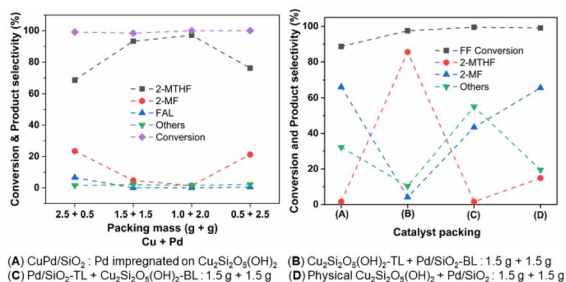 Conversion & Product selectivity (%)
100
80
60
40
20
0
2-MTHF
2-MF
FAL
Others
Conversion
2.5 + 0.5 1.5 + 1.5 1.0 + 2.0 0.5 + 2.5
Packing mass (g + g)
Cu + Pd
Conversion and Product selectivity (%)
100
80
60
40
20
0
FF Conversion
2-MTHF
2-MF
Others
(A) (B) (C) (D)
Catalyst packing
(A) CuPd/SiO₂ : Pd impregnated on Cu₂Si₂O₅(OH)₂
(B) Cu₂Si₂O₅(OH)₂-TL + Pd/SiO₂-BL : 1.5 g + 1.5 g
(C) Pd/SiO₂-TL + Cu₂Si₂O₅(OH)₂-BL : 1.5 g + 1.5 g
(D) Physical Cu₂Si₂O₅(OH)₂ + Pd/SiO₂ : 1.5 g + 1.5 g